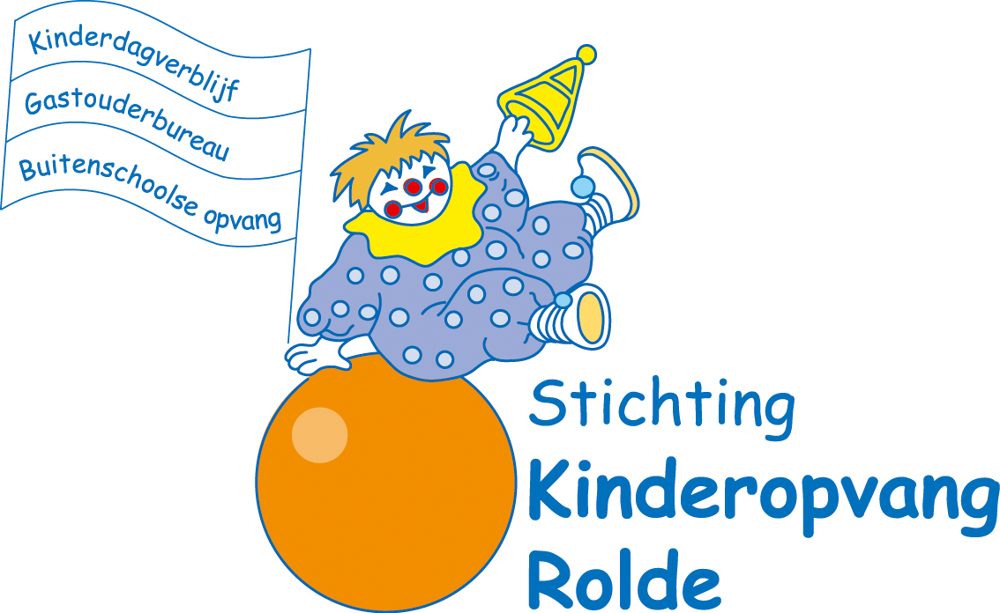 Kinderdagverblijf
Gastouderbureau
Buitenschoolse opvang
Stichting
Kinderopvang
Rolde